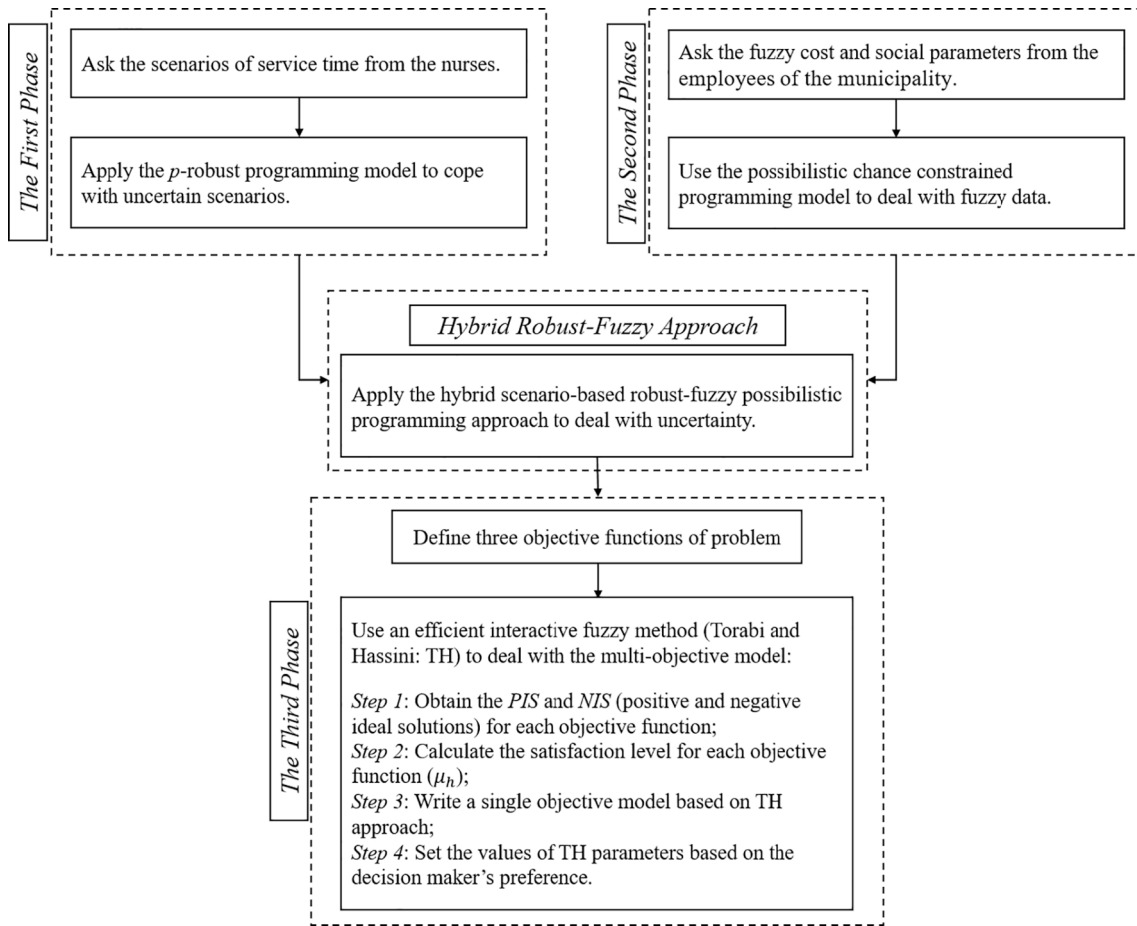 The First Phase
Ask the scenarios of service time from the nurses.
Apply the p-robust programming model to cope
with uncertain scenarios.
The Second Phase
Ask the fuzzy cost and social parameters from the
employees of the municipality.
Use the possibilistic chance constrained
programming model to deal with fuzzy data.
Hybrid Robust-Fuzzy Approach
Apply the hybrid scenario-based robust-fuzzy possibilistic
programming approach to deal with uncertainty.
The Third Phase
Define three objective functions of problem
Use an efficient interactive fuzzy method (Torabi and
Hassini: TH) to deal with the multi-objective model:
Step 1: Obtain the PIS and NIS (positive and negative
ideal solutions) for each objective function;
Step 2: Calculate the satisfaction level for each objective
function (μₕ);
Step 3: Write a single objective model based on TH
approach;
Step 4: Set the values of TH parameters based on the
decision maker's preference.